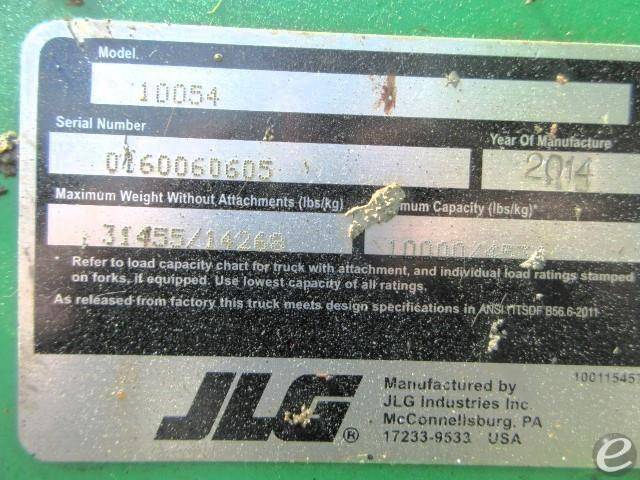 Model
10054
Serial Number
Year Of Manufacture
0160060605
2014
Maximum Weight Without Attachments (lbs/kg)
Capacity (lbs/kg)*
31455/14268
* Refer to load capacity chart for truck with attachment, and individual load ratings stamped
on forks, if equipped. Use lowest capacity of all ratings.
As released from factory this truck meets design specifications in ANSI,ITSDF B56.6-2011
JLG®
Manufactured by
JLG Industries Inc.
McConnellsburg, PA
17233-9533 USA
e